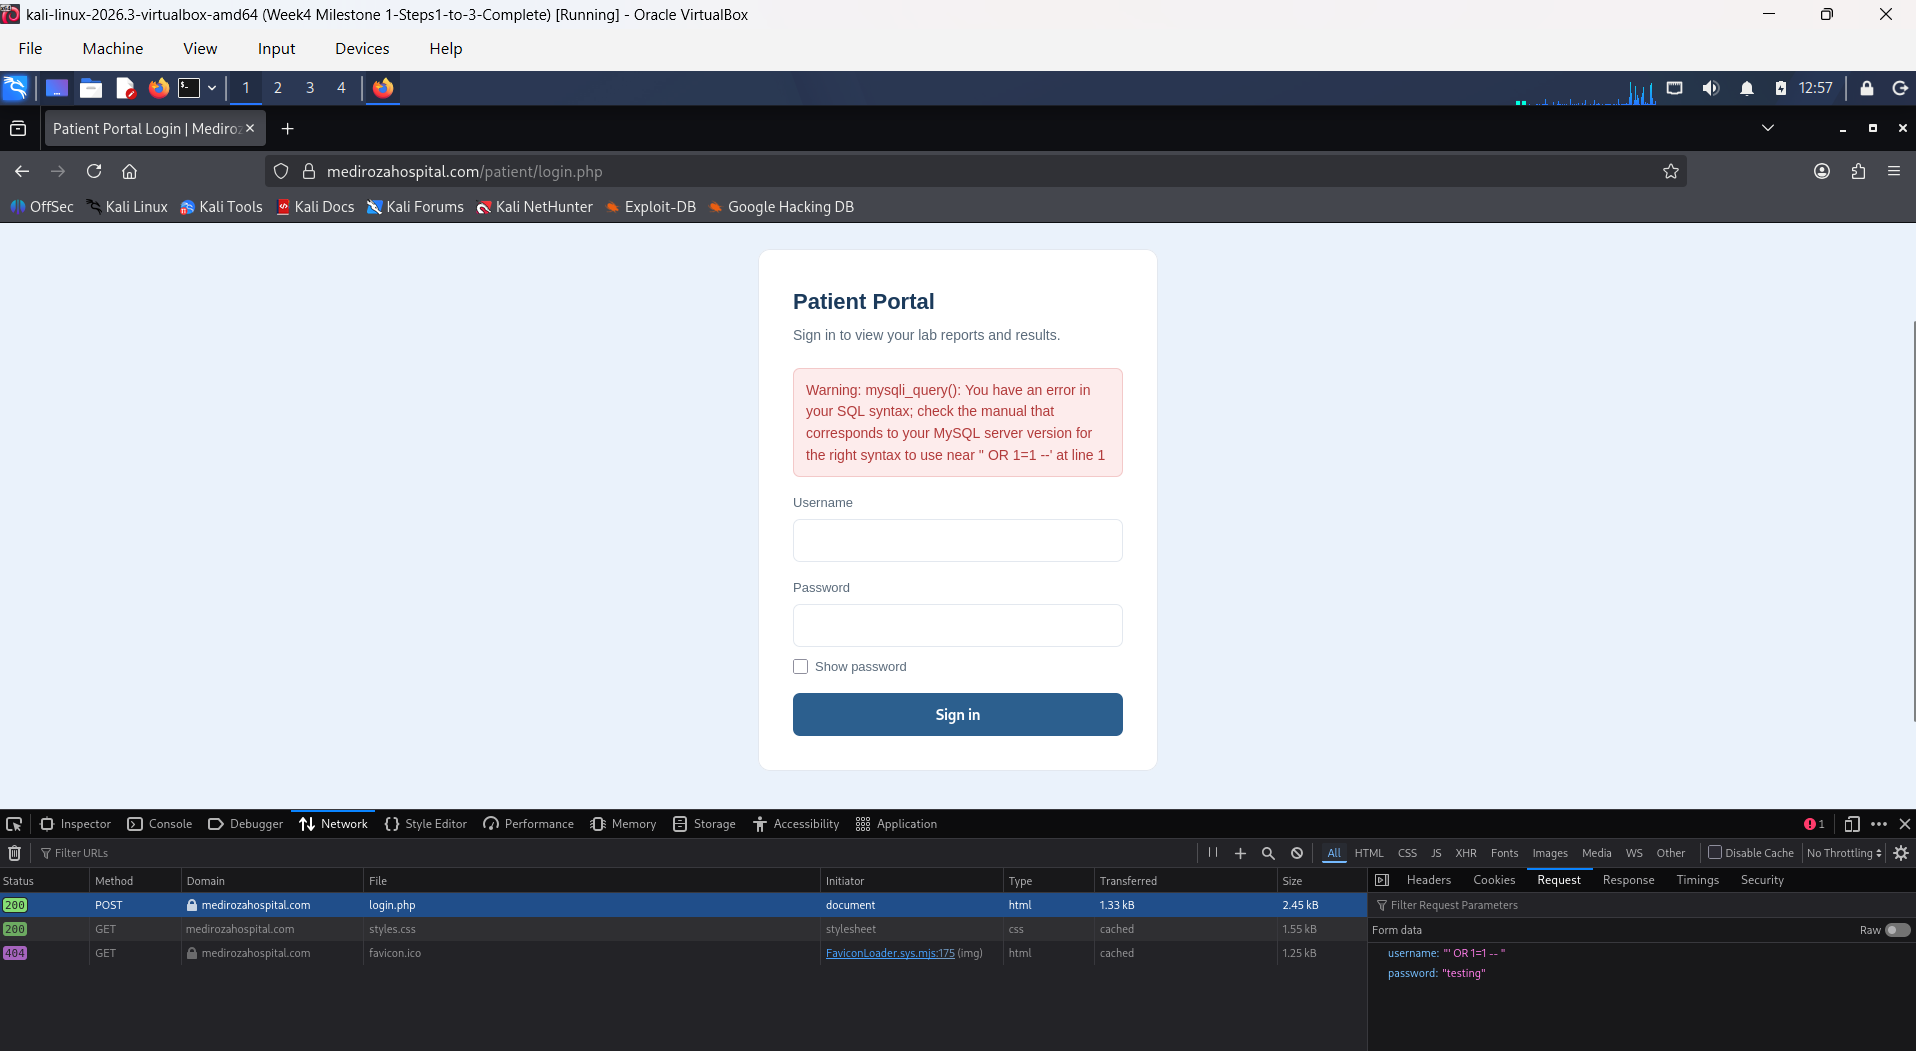 kali-linux-2026.3-virtualbox-amd64 (Week4 Milestone 1-Steps1-to-3-Complete) [Running] - Oracle VirtualBox
File Machine View Input Devices Help
1 2 3 4 12:57
Patient Portal Login | Mediroz
medirozahospital.com/patient/login.php
OffSec Kali Linux Kali Tools Kali Docs Kali Forums Kali NetHunter Exploit-DB Google Hacking DB
Patient Portal
Sign in to view your lab reports and results.
Warning: mysqli_query(): You have an error in
your SQL syntax; check the manual that
corresponds to your MySQL server version for
the right syntax to use near '' OR 1=1 --' at line 1
Username
Password
Show password
Sign in
Inspector Console Debugger Network Style Editor Performance Memory Storage Accessibility Application 1
Filter URLs All HTML CSS JS XHR Fonts Images Media WS Other Disable Cache No Throttling
Status Method Domain File Initiator Type Transferred Size
Headers Cookies Request Response Timings Security
200 POST medirozahospital.com login.php document html 1.33 kB 2.45 kB
Filter Request Parameters
200 GET medirozahospital.com styles.css stylesheet css cached 1.55 kB
Form data Raw
404 GET medirozahospital.com favicon.ico FaviconLoader.sys.mjs:175 (img) html cached 1.25 kB
username: "' OR 1=1 -- "
password: "testing"